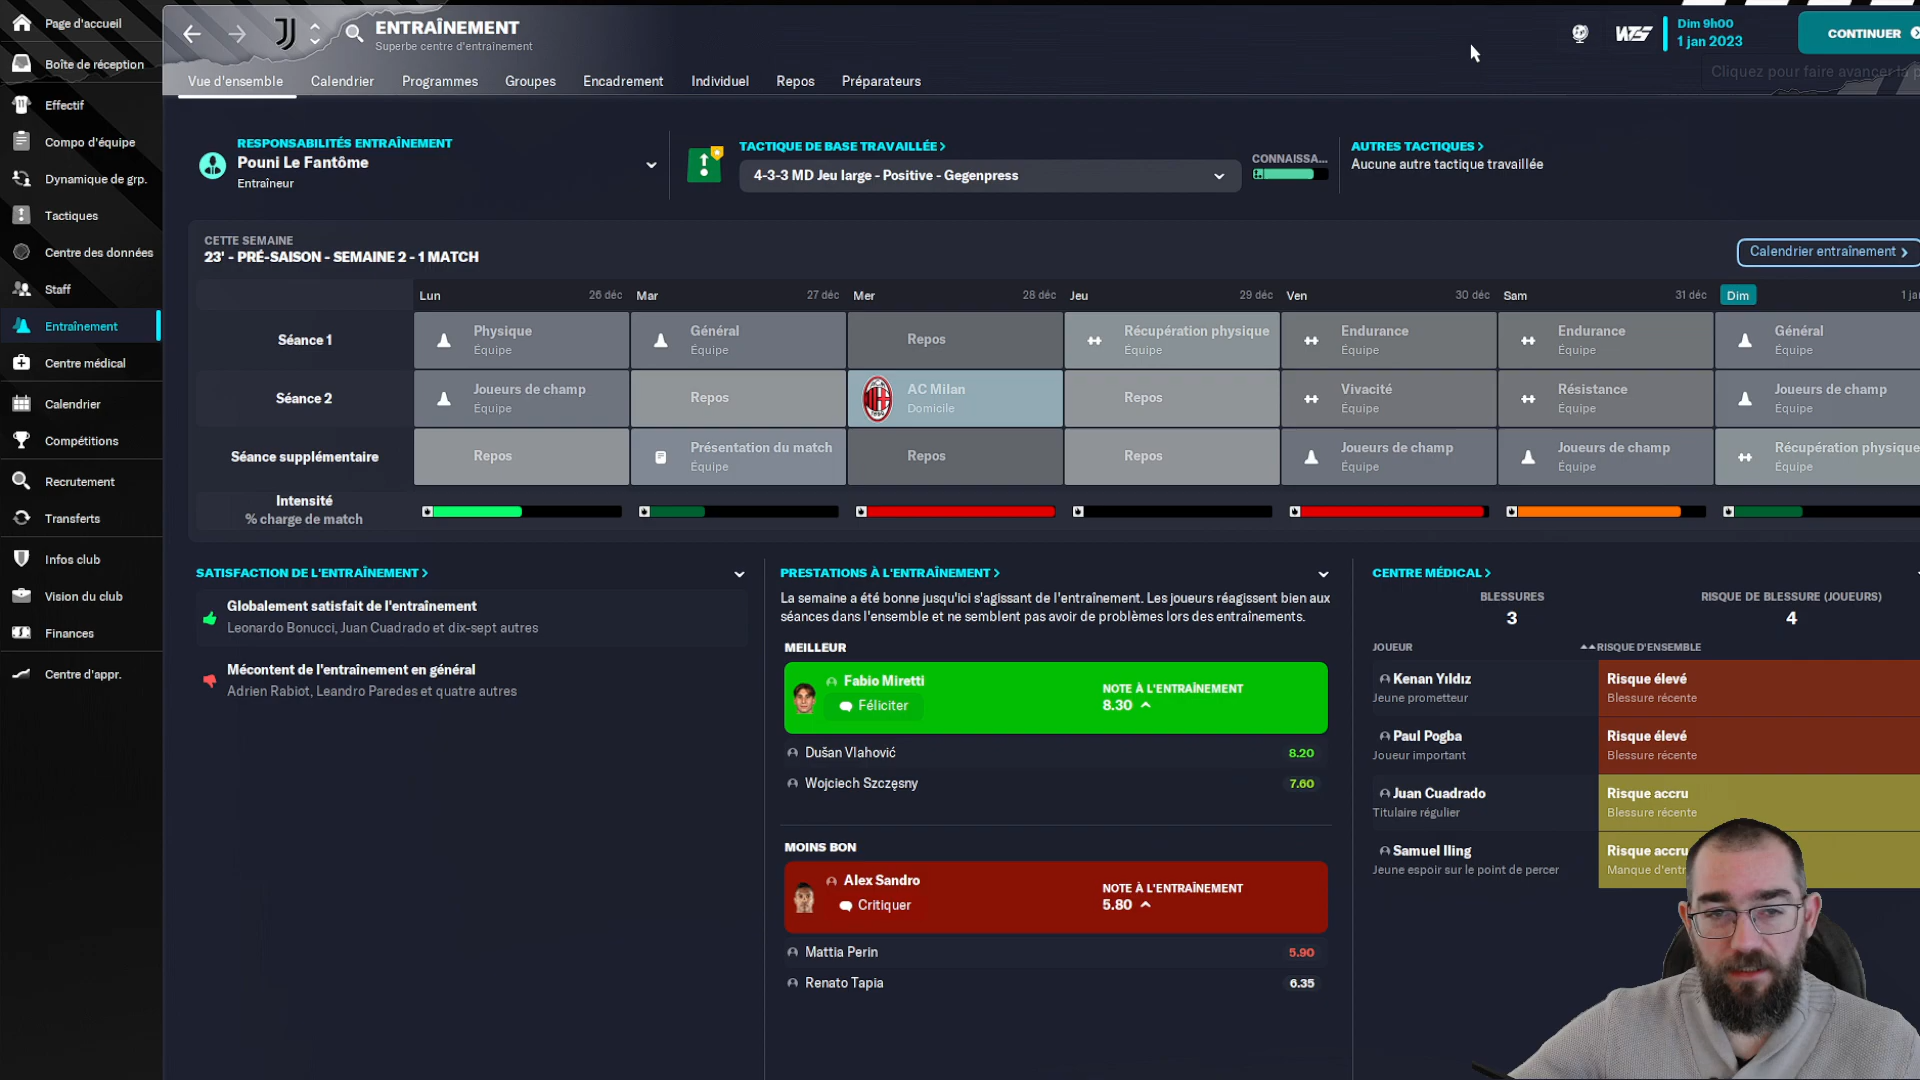 Page d'accueil
Boîte de réception
Effectif
Compo d'équipe
Dynamique de grp.
Tactiques
Centre des données
Staff
Entraînement
Centre médical
Calendrier
Compétitions
Recrutement
Transferts
Infos club
Vision du club
Finances
Centre d'appr.
ENTRAÎNEMENT
Superbe centre d'entraînement
Dim 9h00
1 jan 2023
CONTINUER
Cliquez pour faire avancer la
Vue d'ensemble Calendrier Programmes Groupes Encadrement Individuel Repos Préparateurs
RESPONSABILITÉS ENTRAÎNEMENT
Pouni Le Fantôme
Entraîneur
TACTIQUE DE BASE TRAVAILLÉE >
4-3-3 MD Jeu large - Positive - Gegenpress
CONNAISSA...
AUTRES TACTIQUES >
Aucune autre tactique travaillée
CETTE SEMAINE
23' - PRÉ-SAISON - SEMAINE 2 - 1 MATCH
Calendrier entraînement >
Lun 26 déc Mar 27 déc Mer 28 déc Jeu 29 déc Ven 30 déc Sam 31 déc Dim 1 jan
Séance 1
Physique Général Repos Récupération physique Endurance Endurance Général
Équipe Équipe Équipe Équipe Équipe Équipe
Séance 2
Joueurs de champ Repos AC Milan Repos Vivacité Résistance Joueurs de champ
Équipe Domicile Équipe Équipe Équipe
Séance supplémentaire
Repos Présentation du match Repos Repos Joueurs de champ Joueurs de champ Récupération physique
Équipe Équipe Équipe Équipe
Intensité
% charge de match
SATISFACTION DE L'ENTRAÎNEMENT >
Globalement satisfait de l'entraînement
Leonardo Bonucci, Juan Cuadrado et dix-sept autres
Mécontent de l'entraînement en général
Adrien Rabiot, Leandro Paredes et quatre autres
PRESTATIONS À L'ENTRAÎNEMENT >
La semaine a été bonne jusqu'ici s'agissant de l'entraînement. Les joueurs réagissent bien aux
séances dans l'ensemble et ne semblent pas avoir de problèmes lors des entraînements.
MEILLEUR
Fabio Miretti
Féliciter
NOTE À L'ENTRAÎNEMENT
8.30
Dušan Vlahović 8.20
Wojciech Szczęsny 7.60
MOINS BON
Alex Sandro
Critiquer
NOTE À L'ENTRAÎNEMENT
5.80
Mattia Perin 5.90
Renato Tapia 6.35
CENTRE MÉDICAL >
BLESSURES
3
RISQUE DE BLESSURE (JOUEURS)
4
JOUEUR RISQUE D'ENSEMBLE
Kenan Yıldız Risque élevé
Jeune prometteur Blessure récente
Paul Pogba Risque élevé
Joueur important Blessure récente
Juan Cuadrado Risque accru
Titulaire régulier Blessure récente
Samuel Iling Risque accru
Jeune espoir sur le point de percer Manque d'entr